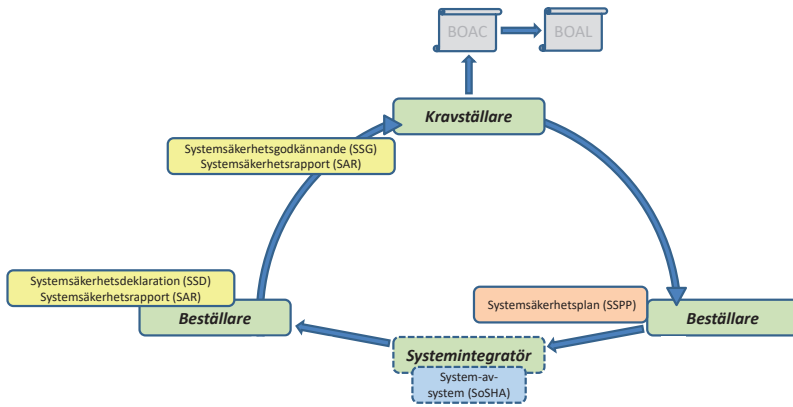 BOAC
BOAL
Kravställare
Systemsäkerhetsgodkännande (SSG)
Systemsäkerhetsrapport (SAR)
Systemsäkerhetsdeklaration (SSD)
Systemsäkerhetsrapport (SAR)
Beställare
Systemsäkerhetsplan (SSPP)
Beställare
Systemintegratör
System-av-
system (SoSHA)